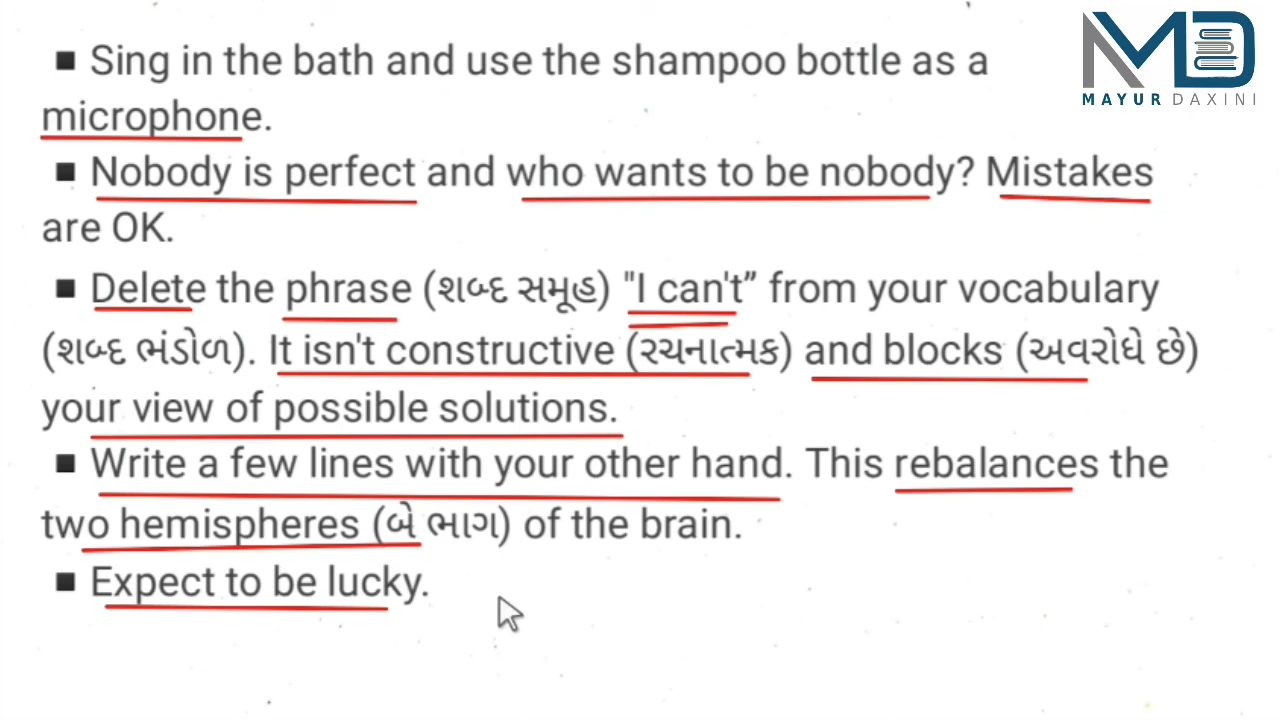 MAYUR DAXINI
▪ Sing in the bath and use the shampoo bottle as a
microphone.
▪ Nobody is perfect and who wants to be nobody? Mistakes
are OK.
▪ Delete the phrase (શબ્દ સમૂહ) "I can't” from your vocabulary
(શબ્દ ભંડોળ). It isn't constructive (રચનાત્મક) and blocks (અવરોધે છે)
your view of possible solutions.
▪ Write a few lines with your other hand. This rebalances the
two hemispheres (બે ભાગ) of the brain.
▪ Expect to be lucky.